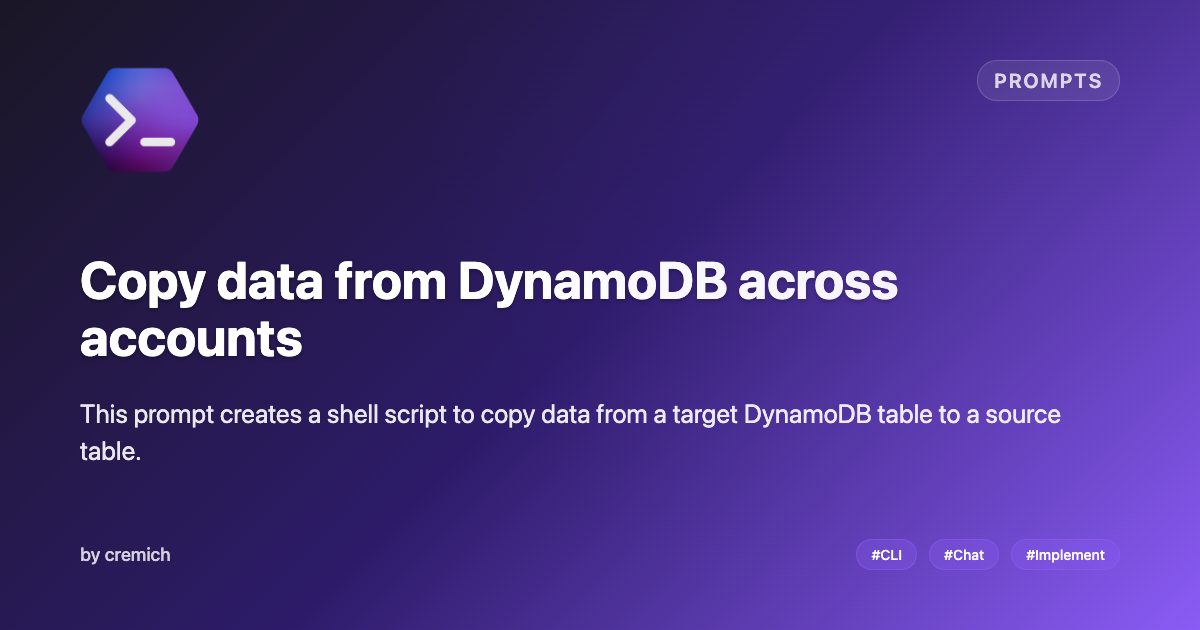 PROMPTS
Copy data from DynamoDB across
accounts
This prompt creates a shell script to copy data from a target DynamoDB table to a source
table.
by cremich
#CLI
#Chat
#Implement